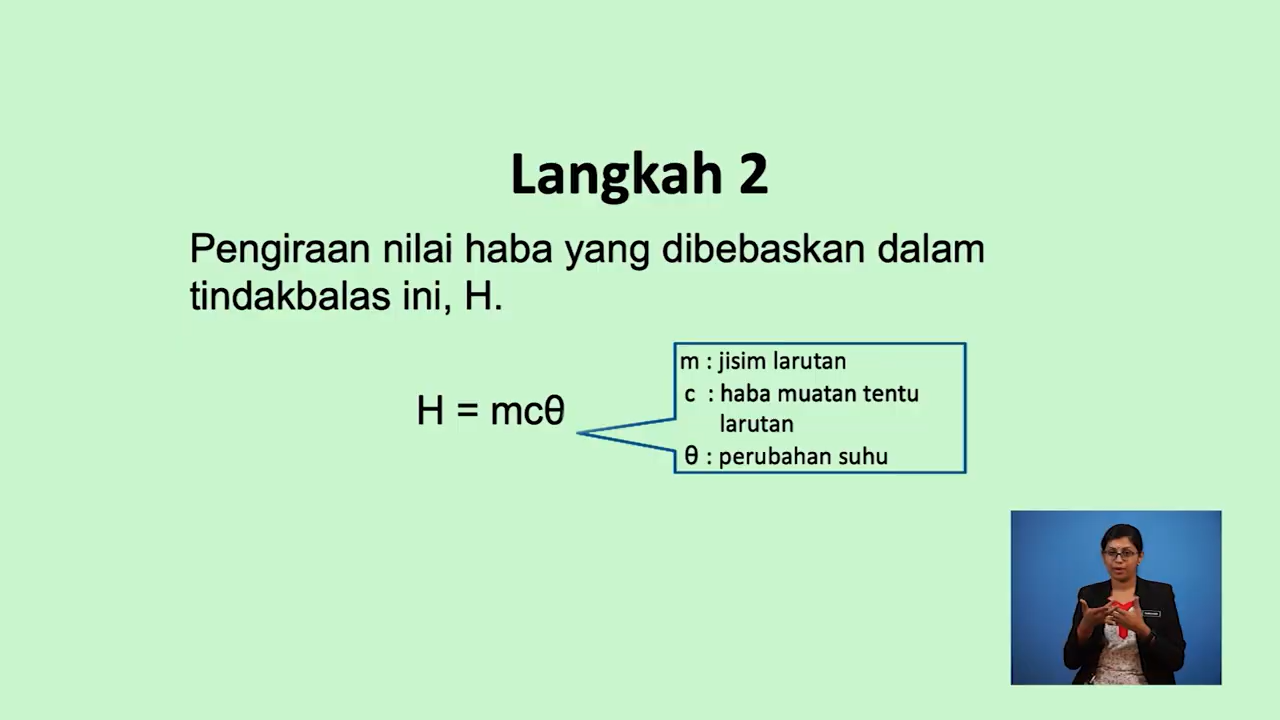 Langkah 2
Pengiraan nilai haba yang dibebaskan dalam
tindakbalas ini, H.
H = mcθ
m : jisim larutan
c : haba muatan tentu
larutan
θ : perubahan suhu